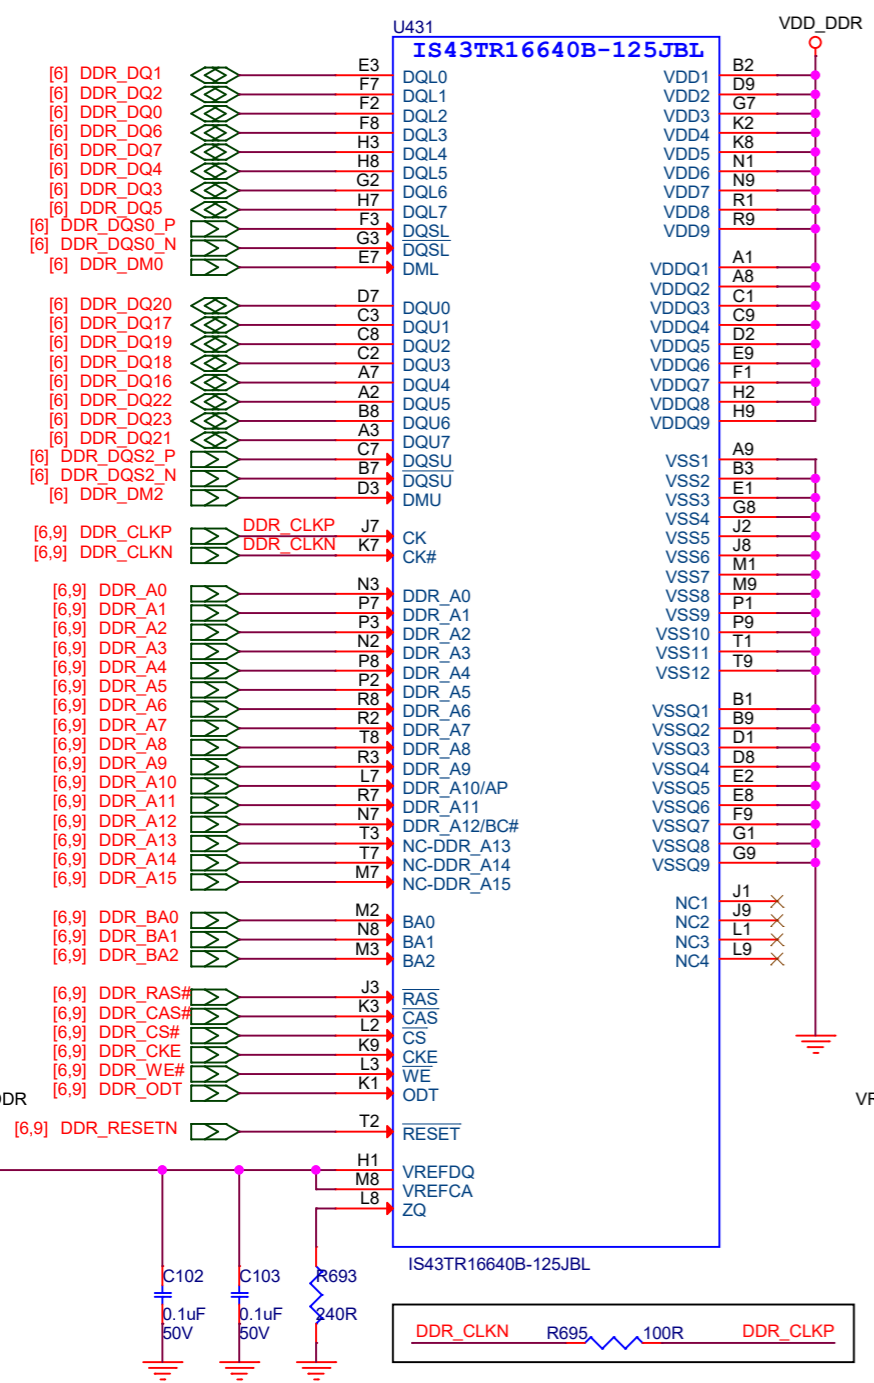 U431
VDD_DDR
IS43TR16640B-125JBL
[6] DDR_DQ1 E3 DQL0 VDD1 B2
[6] DDR_DQ2 F7 DQL1 VDD2 D9
[6] DDR_DQ0 F2 DQL2 VDD3 G7
[6] DDR_DQ6 F8 DQL3 VDD4 K2
[6] DDR_DQ7 H3 DQL4 VDD5 K8
[6] DDR_DQ4 H8 DQL5 VDD6 N1
[6] DDR_DQ3 G2 DQL6 VDD7 N9
[6] DDR_DQ5 H7 DQL7 VDD8 R1
[6] DDR_DQS0_P F3 DQSL VDD9 R9
[6] DDR_DQS0_N G3 DQSL
[6] DDR_DM0 E7 DML VDDQ1 A1
VDDQ2 A8
[6] DDR_DQ20 D7 DQU0 VDDQ3 C1
[6] DDR_DQ17 C3 DQU1 VDDQ4 C9
[6] DDR_DQ19 C8 DQU2 VDDQ5 D2
[6] DDR_DQ18 C2 DQU3 VDDQ6 E9
[6] DDR_DQ16 A7 DQU4 VDDQ7 F1
[6] DDR_DQ22 A2 DQU5 VDDQ8 H2
[6] DDR_DQ23 B8 DQU6 VDDQ9 H9
[6] DDR_DQ21 A3 DQU7
[6] DDR_DQS2_P C7 DQSU VSS1 A9
[6] DDR_DQS2_N B7 DQSU VSS2 B3
[6] DDR_DM2 D3 DMU VSS3 E1
VSS4 G8
[6,9] DDR_CLKP DDR_CLKP J7 CK VSS5 J2
[6,9] DDR_CLKN DDR_CLKN K7 CK# VSS6 J8
VSS7 M1
[6,9] DDR_A0 N3 DDR_A0 VSS8 M9
[6,9] DDR_A1 P7 DDR_A1 VSS9 P1
[6,9] DDR_A2 P3 DDR_A2 VSS10 P9
[6,9] DDR_A3 N2 DDR_A3 VSS11 T1
[6,9] DDR_A4 P8 DDR_A4 VSS12 T9
[6,9] DDR_A5 P2 DDR_A5
[6,9] DDR_A6 R8 DDR_A6 VSSQ1 B1
[6,9] DDR_A7 R2 DDR_A7 VSSQ2 B9
[6,9] DDR_A8 T8 DDR_A8 VSSQ3 D1
[6,9] DDR_A9 R3 DDR_A9 VSSQ4 D8
[6,9] DDR_A10 L7 DDR_A10/AP VSSQ5 E2
[6,9] DDR_A11 R7 DDR_A11 VSSQ6 E8
[6,9] DDR_A12 N7 DDR_A12/BC# VSSQ7 F9
[6,9] DDR_A13 T3 NC-DDR_A13 VSSQ8 G1
[6,9] DDR_A14 T7 NC-DDR_A14 VSSQ9 G9
[6,9] DDR_A15 M7 NC-DDR_A15
NC1 J1
[6,9] DDR_BA0 M2 BA0 NC2 J9
[6,9] DDR_BA1 N8 BA1 NC3 L1
[6,9] DDR_BA2 M3 BA2 NC4 L9
[6,9] DDR_RAS# J3 RAS
[6,9] DDR_CAS# K3 CAS
[6,9] DDR_CS# L2 CS
[6,9] DDR_CKE K9 CKE
[6,9] DDR_WE# L3 WE
[6,9] DDR_ODT K1 ODT
DDR VR
[6,9] DDR_RESETN T2 RESET
H1 VREFDQ
M8 VREFCA
L8 ZQ
IS43TR16640B-125JBL
C102 C103 R693
0.1uF 0.1uF 240R
50V 50V
DDR_CLKN R695 100R DDR_CLKP